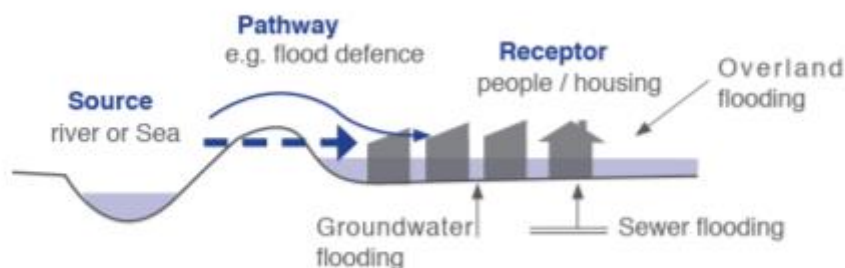 Pathway
e.g. flood defence
Receptor
people / housing
Overland
flooding
Source
river or Sea
Groundwater
flooding
Sewer flooding